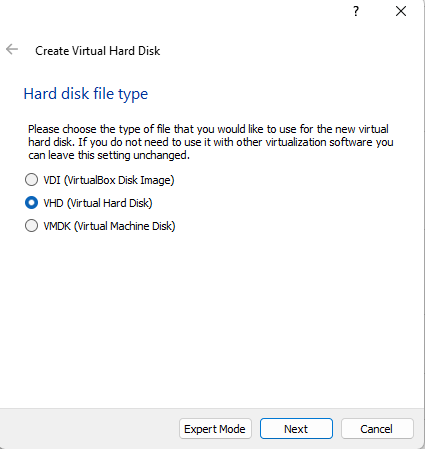 ?
Create Virtual Hard Disk
Hard disk file type
Please choose the type of file that you would like to use for the new virtual
hard disk. If you do not need to use it with other virtualization software you
can leave this setting unchanged.
VDI (VirtualBox Disk Image)
VHD (Virtual Hard Disk)
VMDK (Virtual Machine Disk)
Expert Mode Next Cancel